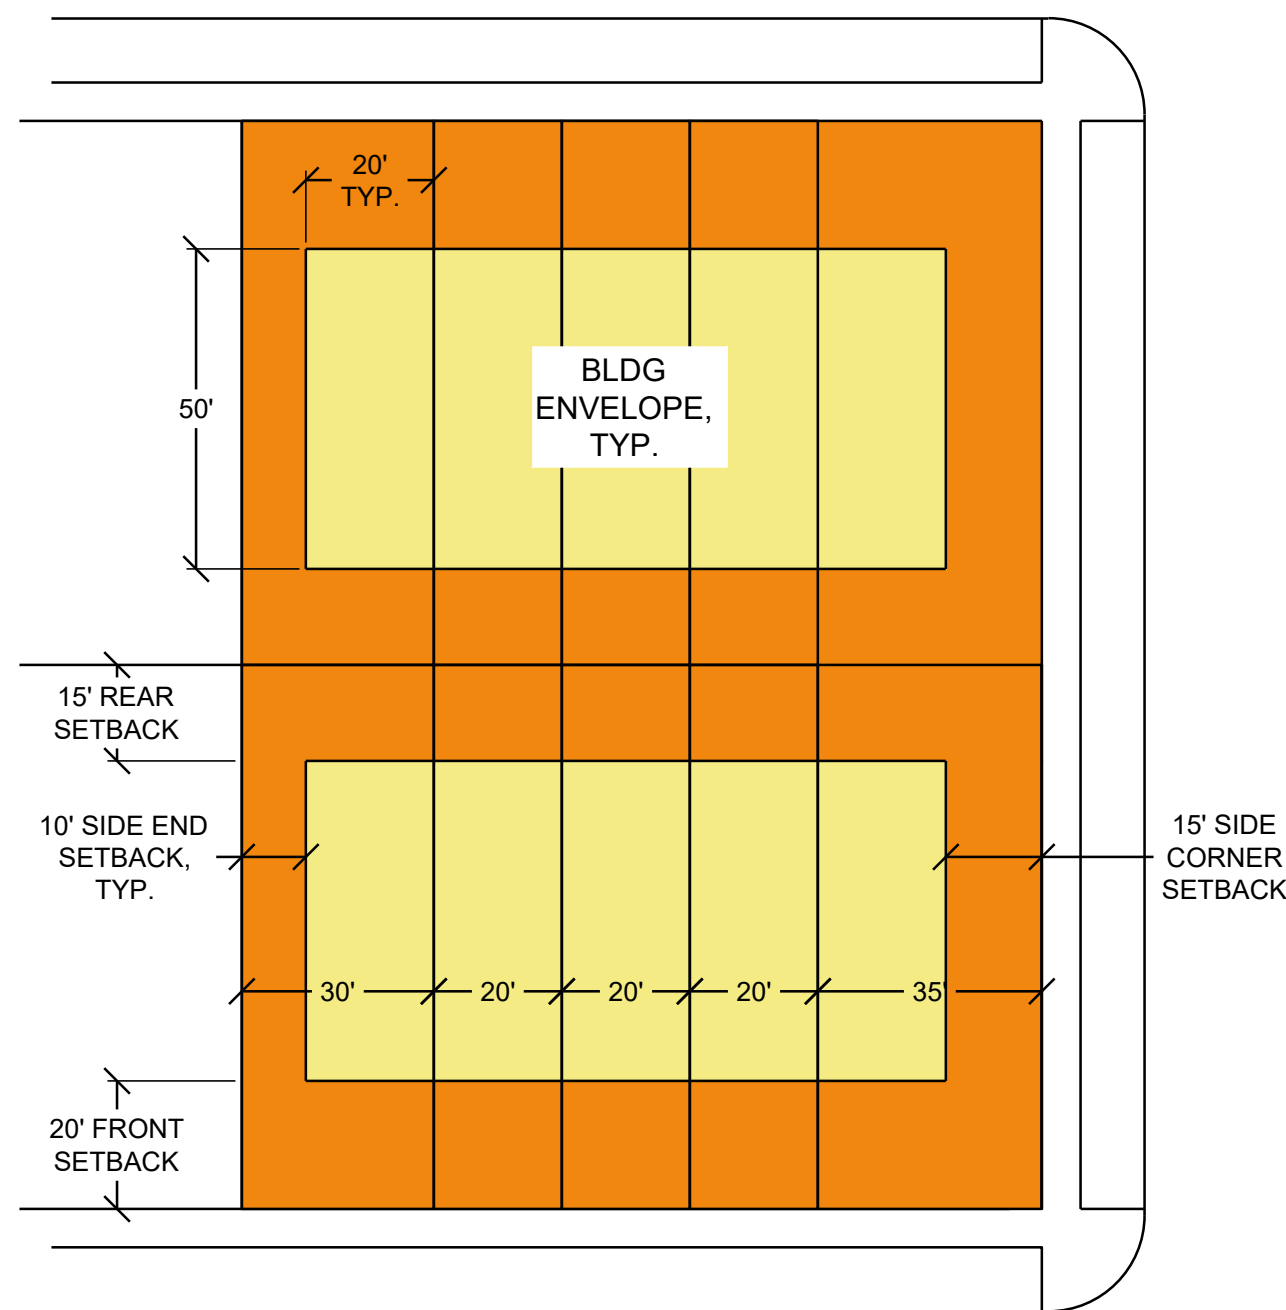 20'
TYP.
50'
BLDG
ENVELOPE,
TYP.
15' REAR
SETBACK
10' SIDE END
SETBACK,
TYP.
15' SIDE
CORNER
SETBACK
30'
20'
20'
20'
35'
20' FRONT
SETBACK